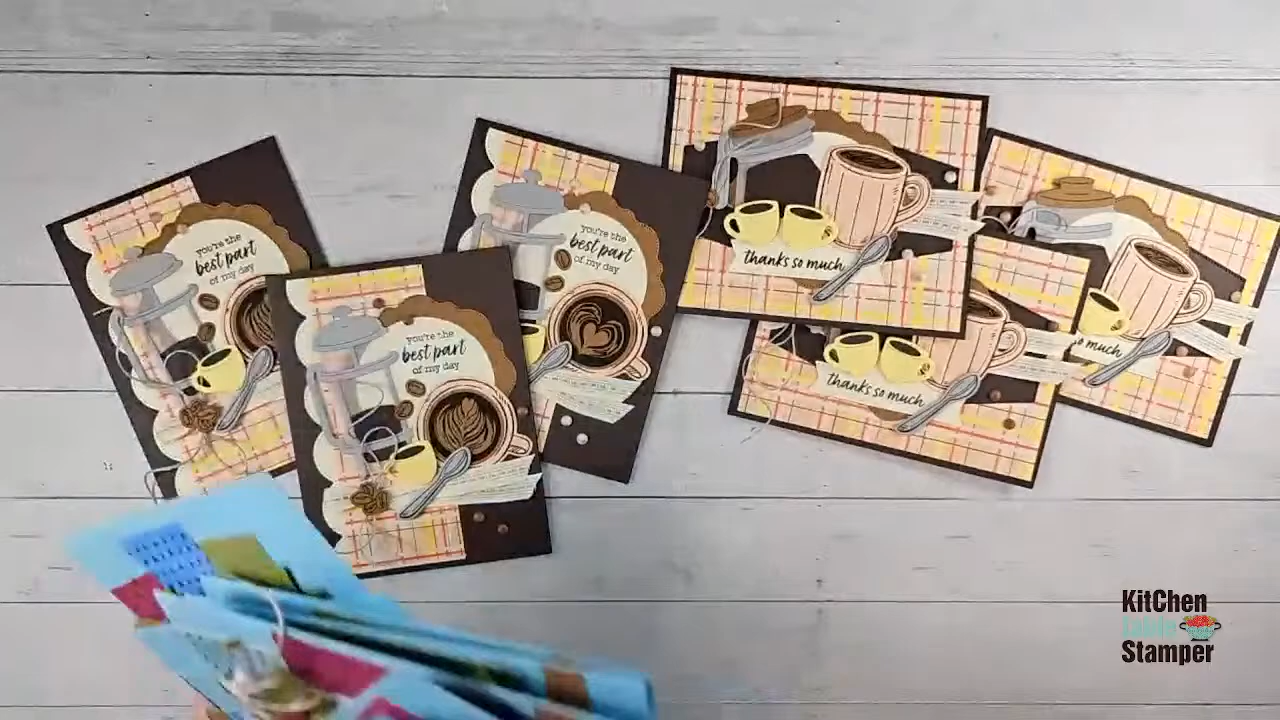 you're the
best part
of my day
you're the
best part
of my day
you're the
best part
of my day
thanks so much
thanks so much
so much
KitChen
table
Stamper